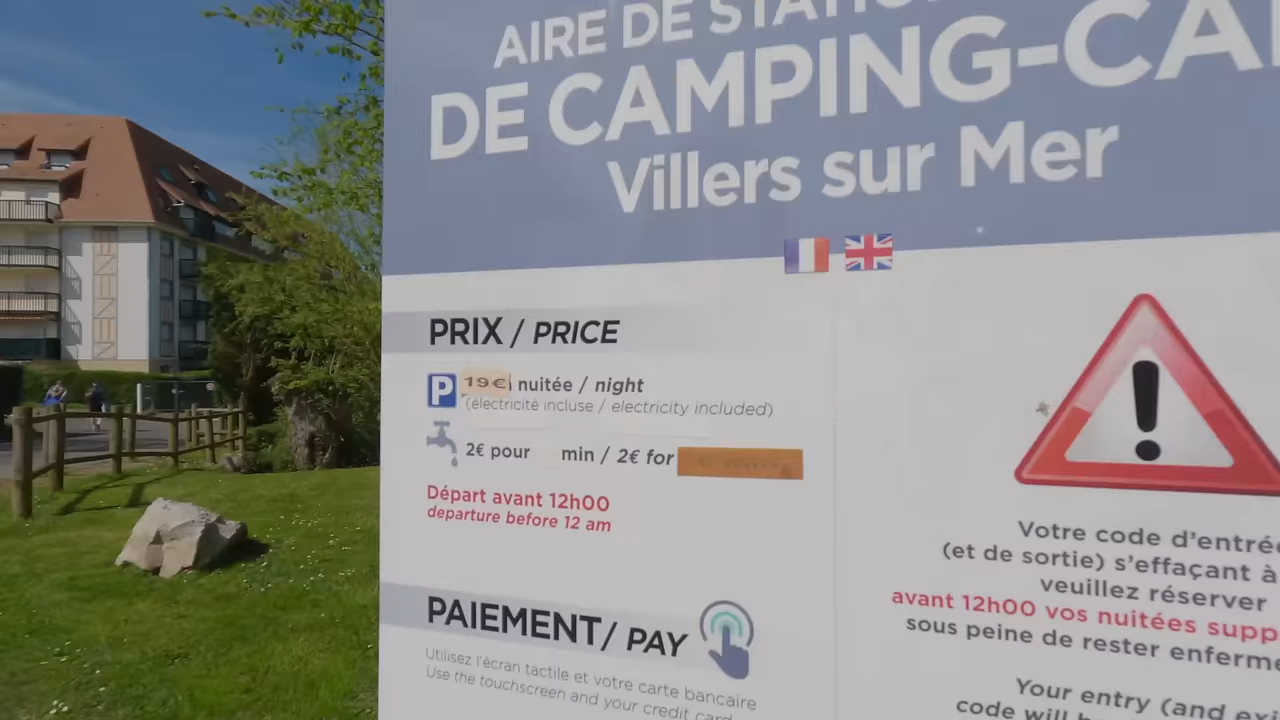 AIRE DE
DE CAMPING-CA
Villers sur Mer
PRIX / PRICE
P 19€ nuitée / night
(électricité incluse / electricity included)
2€ pour min / 2€ for
Départ avant 12h00
departure before 12 am
PAIEMENT / PAY
Utilisez l'écran tactile et votre carte bancaire
Use the touchscreen and your credit card
Votre code d'entrée
(et de sortie) s'effaçant à
veuillez réserver
avant 12h00 vos nuitées supp
sous peine de rester enferme
Your entry (and exi
code will